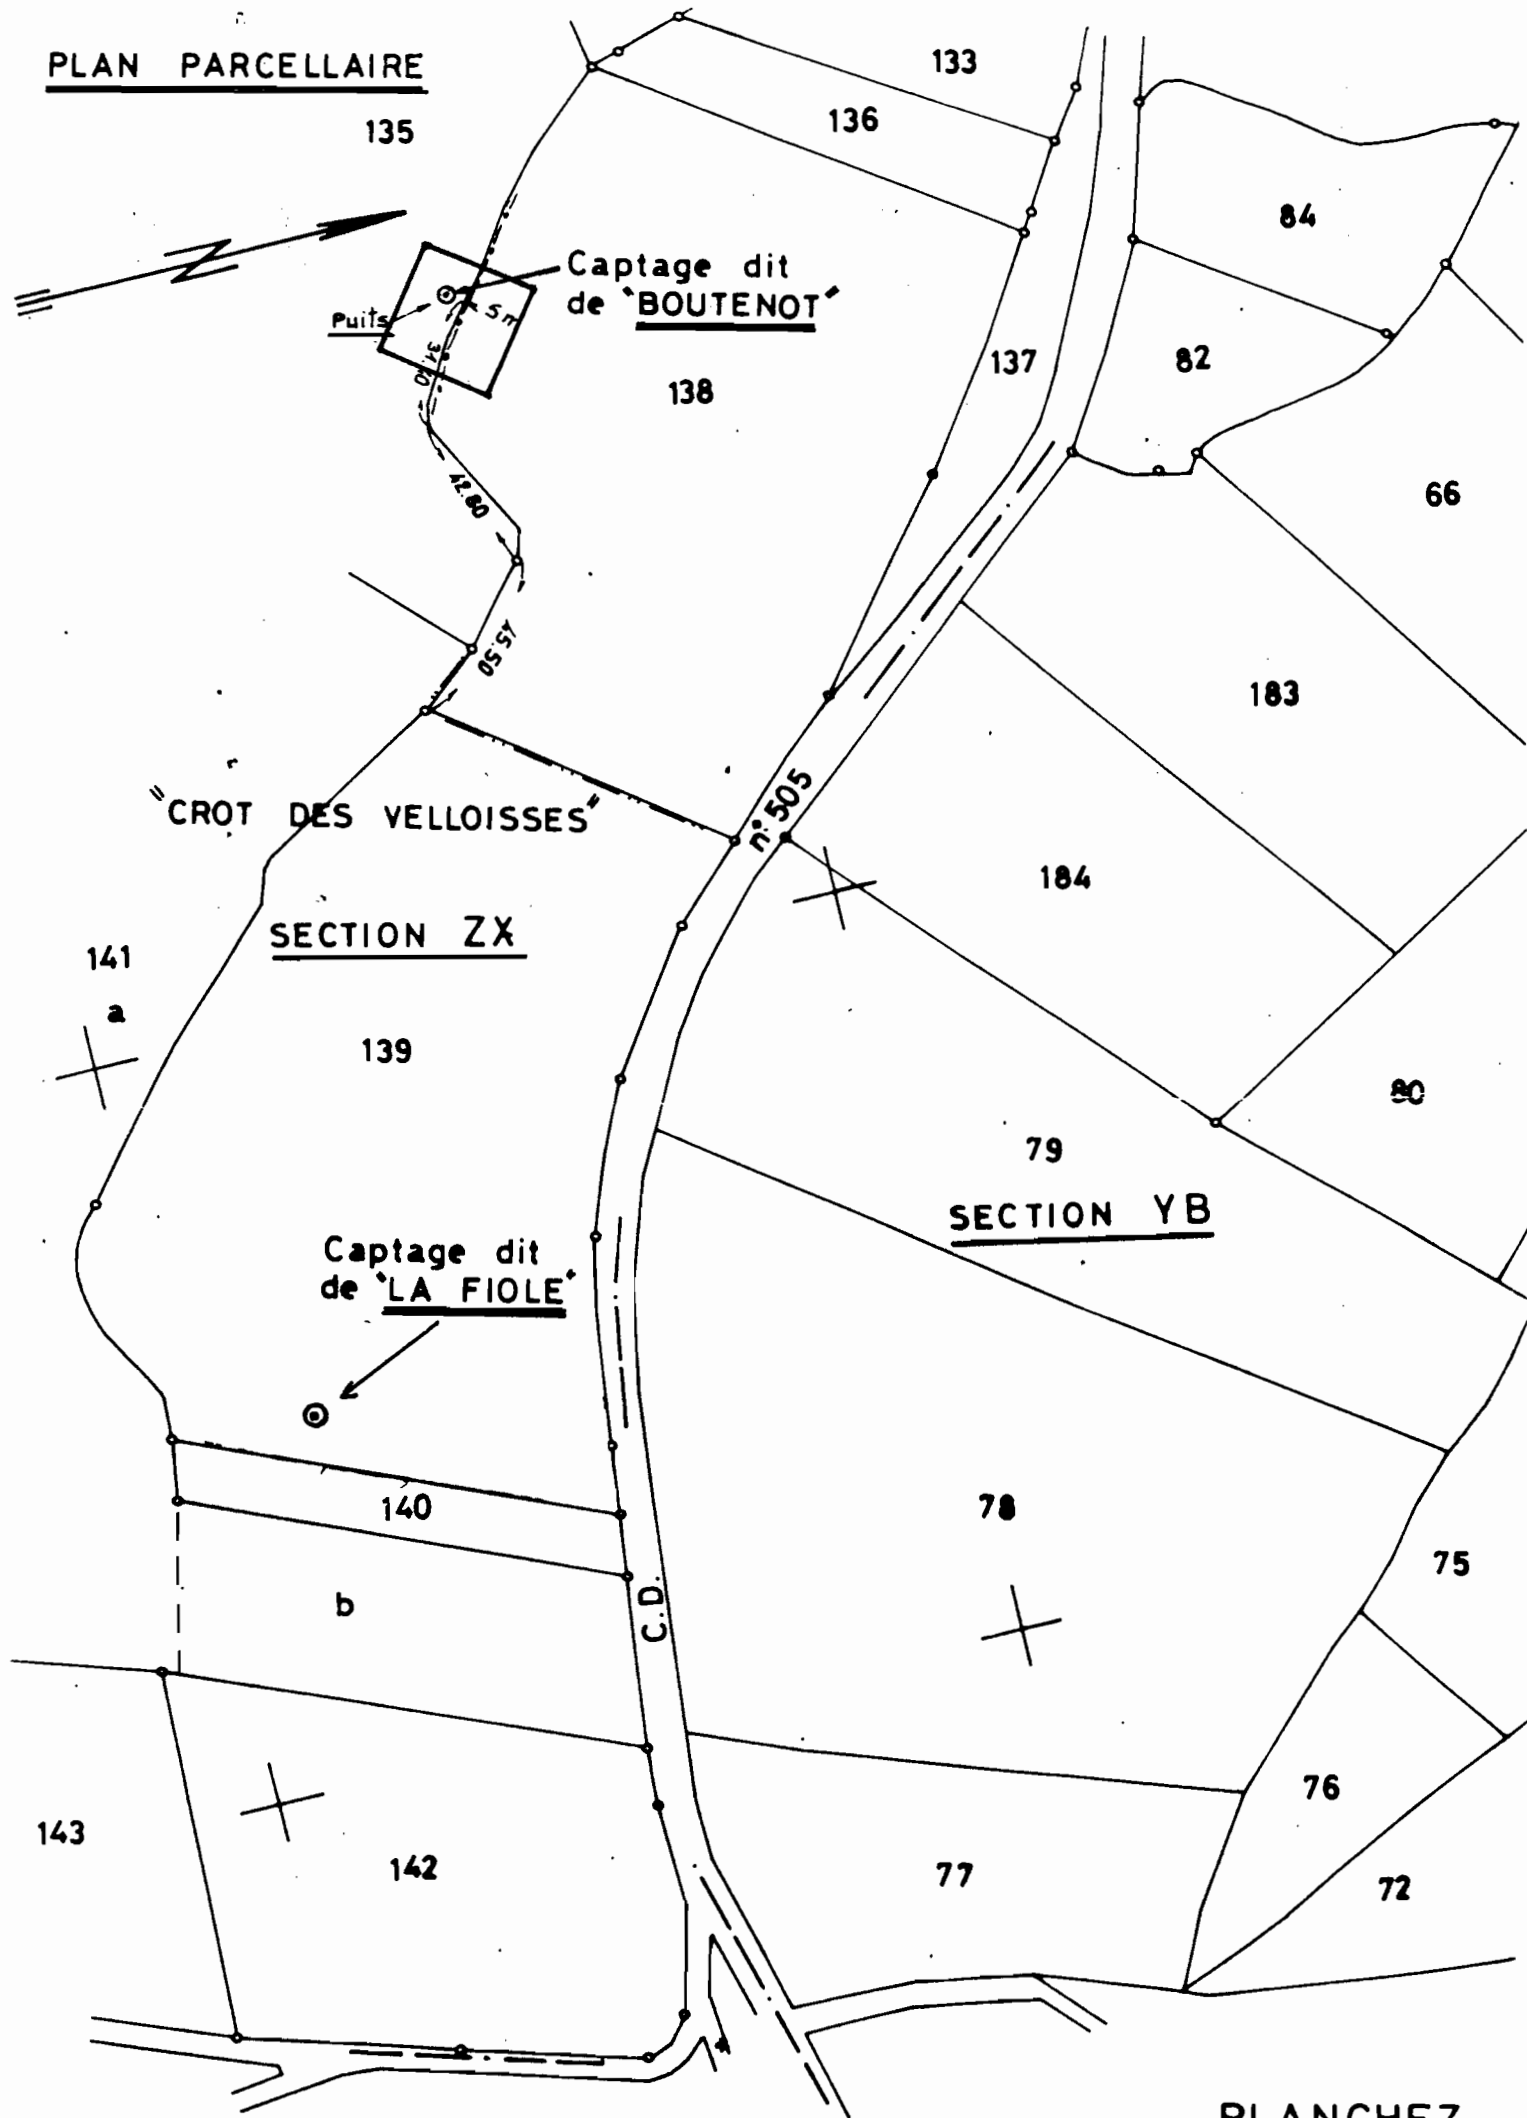 PLAN PARCELLAIRE
133
135
136
84
Captage dit
de "BOUTENOT"
Puits
5m
137
82
138
42.80
66
45.50
183
"CROT DES VELLOISSES"
n° 505
184
SECTION ZX
141
a
139
80
79
SECTION YB
Captage dit
de "LA FIOLE"
140
78
75
b
C.D.
76
143
142
77
72
PLANCHEZ